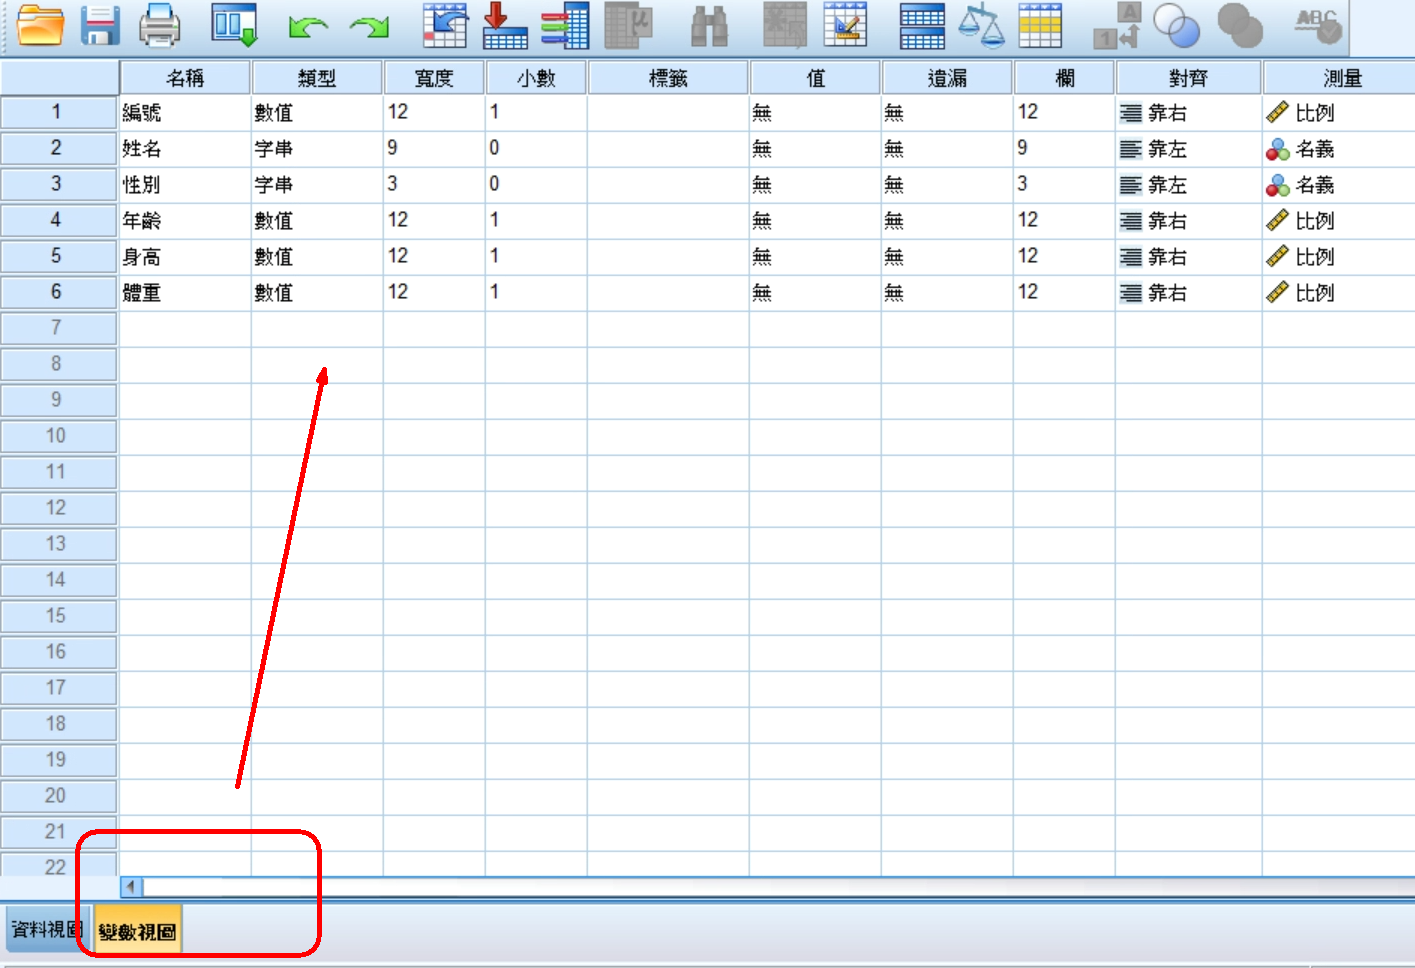 μ A 1 ABC
名稱 類型 寬度 小數 標籤 值 遺漏 欄 對齊 測量
1 編號 數值 12 1 無 無 12 靠右 比例
2 姓名 字串 9 0 無 無 9 靠左 名義
3 性別 字串 3 0 無 無 3 靠左 名義
4 年齡 數值 12 1 無 無 12 靠右 比例
5 身高 數值 12 1 無 無 12 靠右 比例
6 體重 數值 12 1 無 無 12 靠右 比例
7
8
9
10
11
12
13
14
15
16
17
18
19
20
21
22
資料視圖 變數視圖